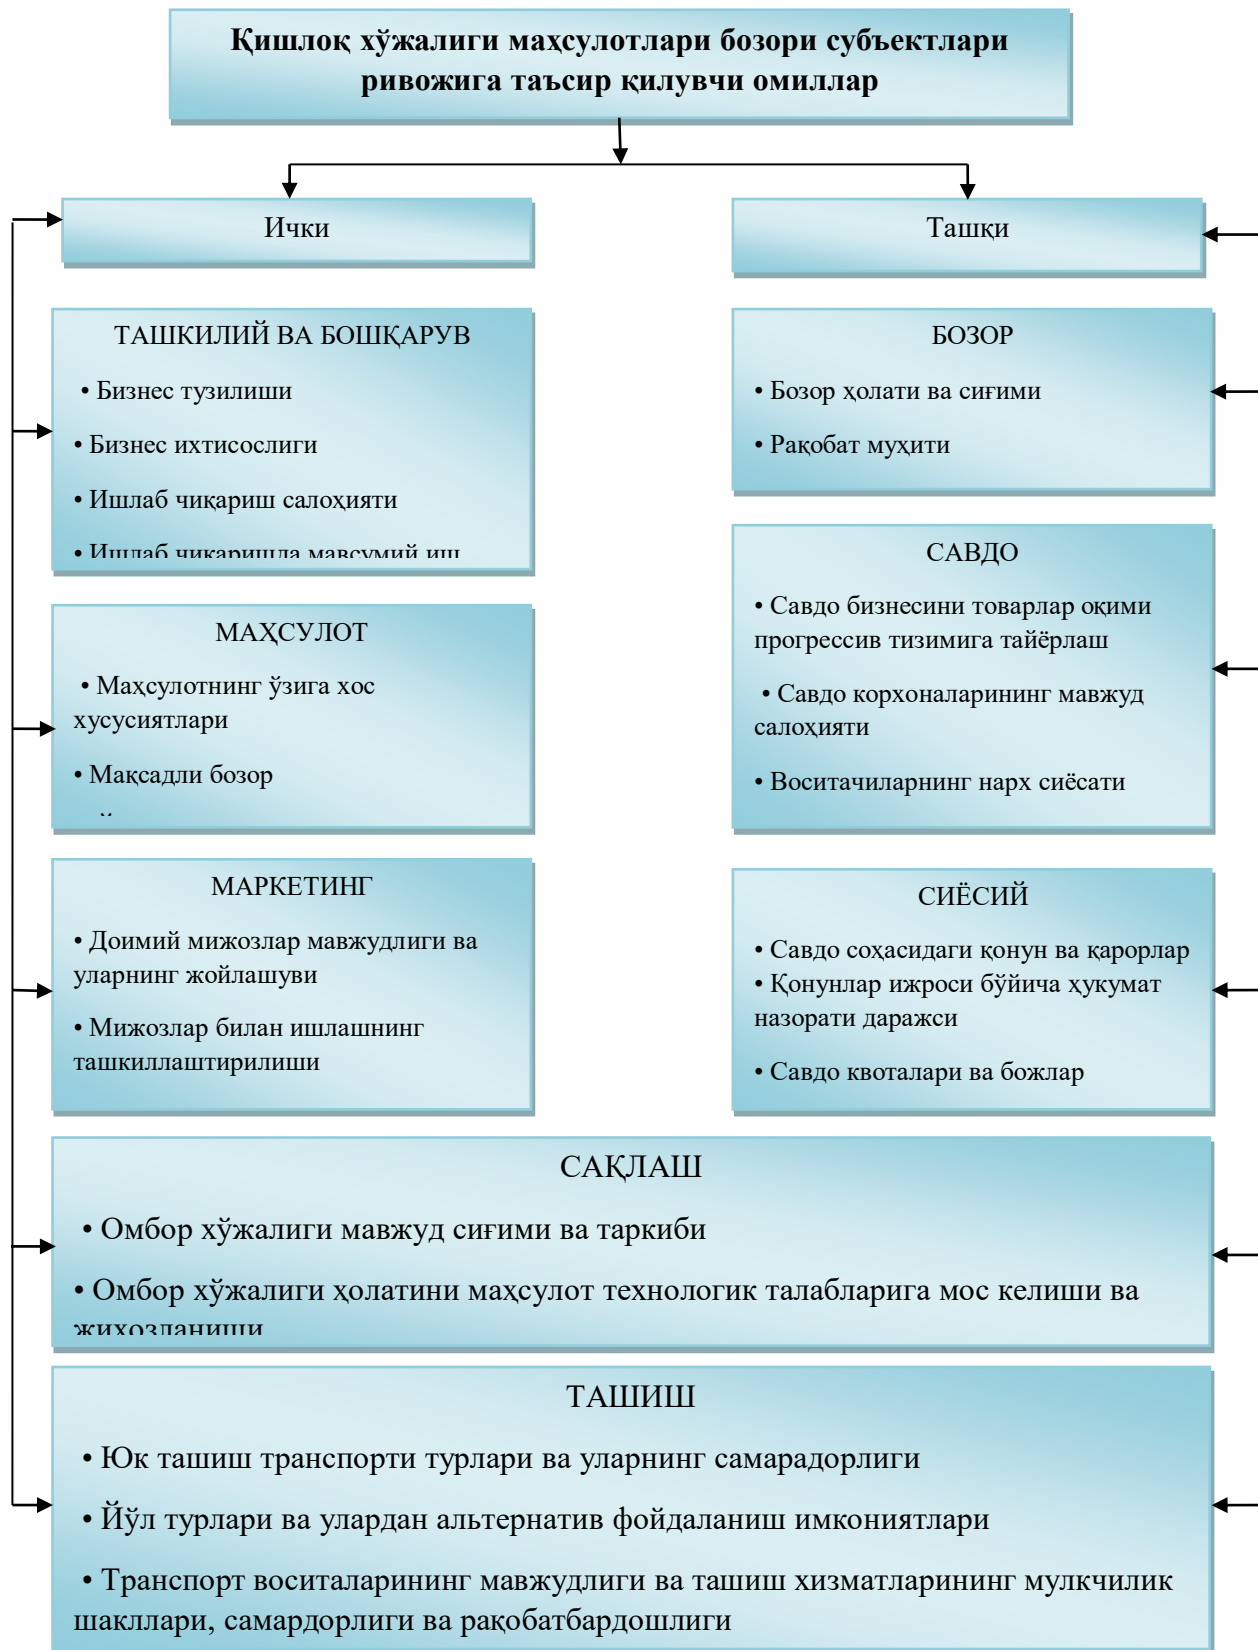 Қишлоқ хўжалиги маҳсулотлари бозори субъектлари
ривожига таъсир қилувчи омиллар
Ички
Ташқи
ТАШКИЛИЙ ВА БОШҚАРУВ
• Бизнес тузилиши
• Бизнес ихтисослиги
• Ишлаб чиқариш салоҳияти
• Ишлаб чиқаришда мавсумий иш
БОЗОР
• Бозор ҳолати ва сиғими
• Рақобат муҳити
МАҲСУЛОТ
• Маҳсулотнинг ўзига хос
хусусиятлари
• Мақсадли бозор
САВДО
• Савдо бизнесини товарлар оқими
прогрессив тизимига тайёрлаш
• Савдо корхоналарининг мавжуд
салоҳияти
• Воситачиларнинг нарх сиёсати
МАРКЕТИНГ
• Доимий мижозлар мавжудлиги ва
уларнинг жойлашуви
• Мижозлар билан ишлашнинг
ташкиллаштирилиши
СИЁСИЙ
• Савдо соҳасидаги қонун ва қарорлар
• Қонунлар ижроси бўйича ҳукумат
назорати даражси
• Савдо квоталари ва божлар
САҚЛАШ
• Омбор хўжалиги мавжуд сиғими ва таркиби
• Омбор хўжалиги ҳолатини маҳсулот технологик талабларига мос келиши ва
жиҳозланиши
ТАШИШ
• Юк ташиш транспорти турлари ва уларнинг самарадорлиги
• Йўл турлари ва улардан альтернатив фойдаланиш имкониятлари
• Транспорт воситаларининг мавжудлиги ва ташиш хизматларининг мулкчилик
шакллари, самардорлиги ва рақобатбардошлиги